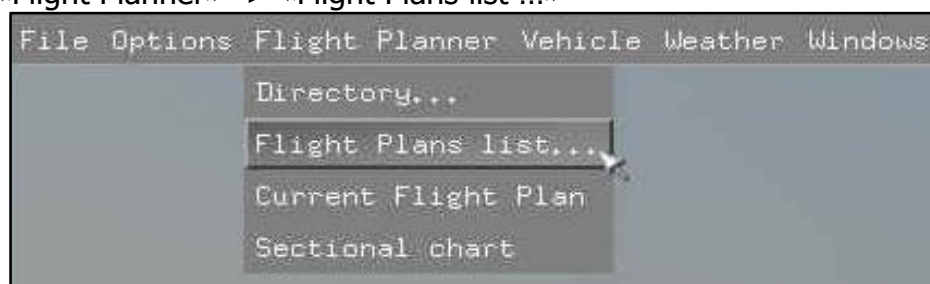 «Flight Planner» -> «Flight Plans list ...»
File Options Flight Planner Vehicle Weather Windows
Directory...
Flight Plans list...
Current Flight Plan
Sectional chart